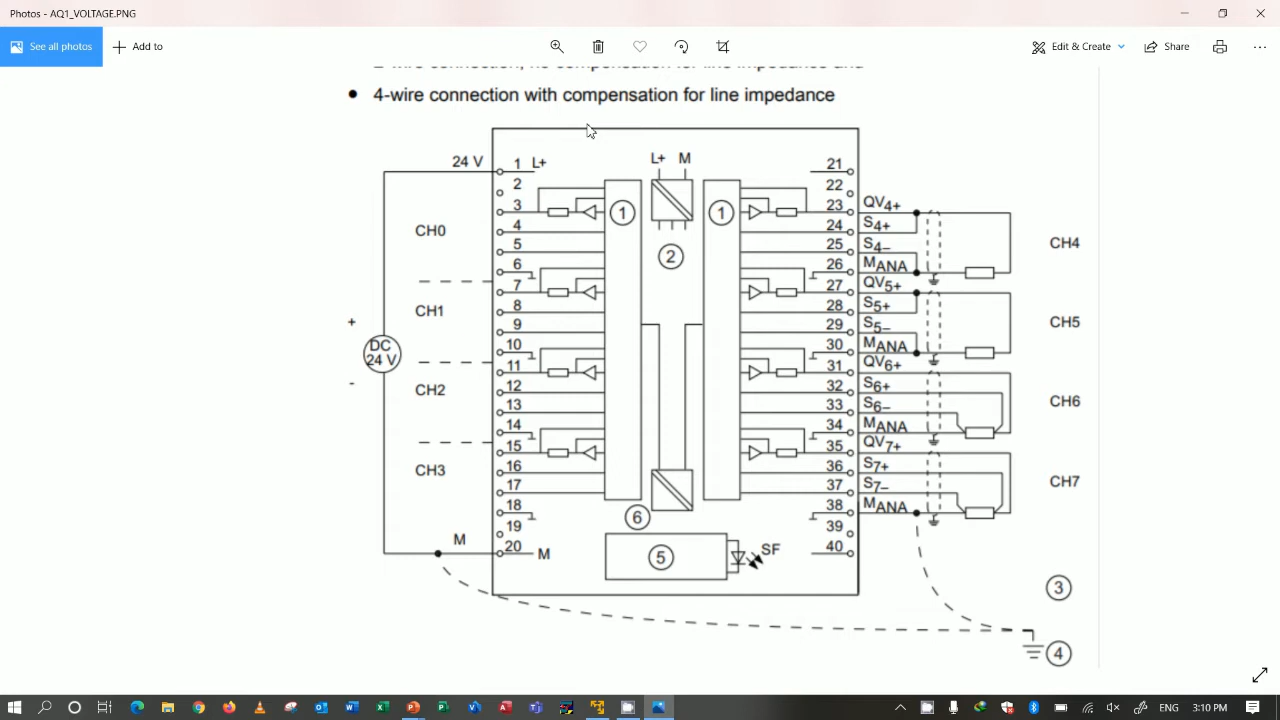 Photos - AQ1_VOLTAGE.PNG
See all photos
Add to
Edit & Create
Share
4-wire connection with compensation for line impedance
24 V
1 L+
L+ M
21
2
22
3
1
1
23
QV4+
CH0
4
24
S4+
CH4
5
2
25
S4–
6
26
MANA
7
27
QV5+
CH1
8
28
S5+
CH5
9
29
S5–
+
DC
24 V
-
10
30
MANA
11
31
QV6+
CH2
12
32
S6+
CH6
13
33
S6–
14
34
MANA
15
35
QV7+
CH3
16
36
S7+
CH7
17
37
S7–
18
6
38
MANA
19
39
M
20 M
5
SF
40
3
4
ENG
3:10 PM